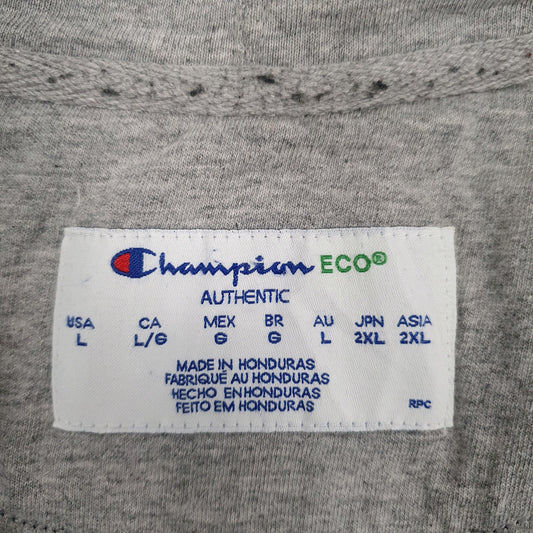 Champion ECO®
AUTHENTIC
USA CA MEX BR AU JPN ASIA
L L/G G G L 2XL 2XL
MADE IN HONDURAS
FABRIQUÉ AU HONDURAS
HECHO EN HONDURAS
FEITO EM HONDURAS
RPC